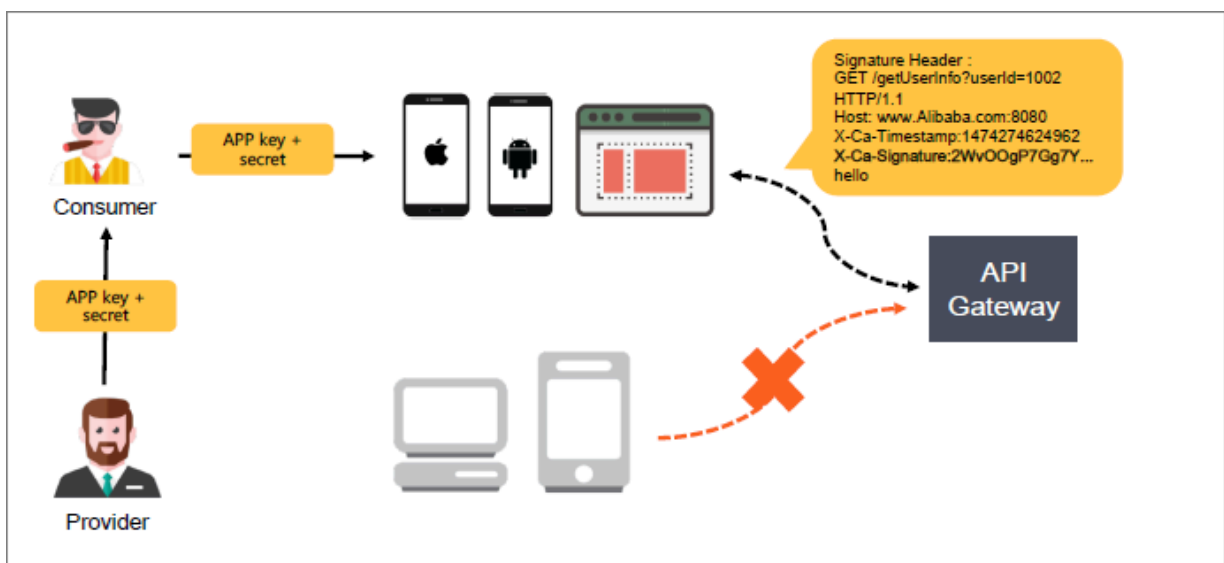 Signature Header :
GET /getUserInfo?userId=1002
HTTP/1.1
Host: www.Alibaba.com:8080
X-Ca-Timestamp:1474274624962
X-Ca-Signature:2WvOOgP7Gg7Y...
hello
APP key +
secret
Consumer
APP key +
secret
API
Gateway
Provider